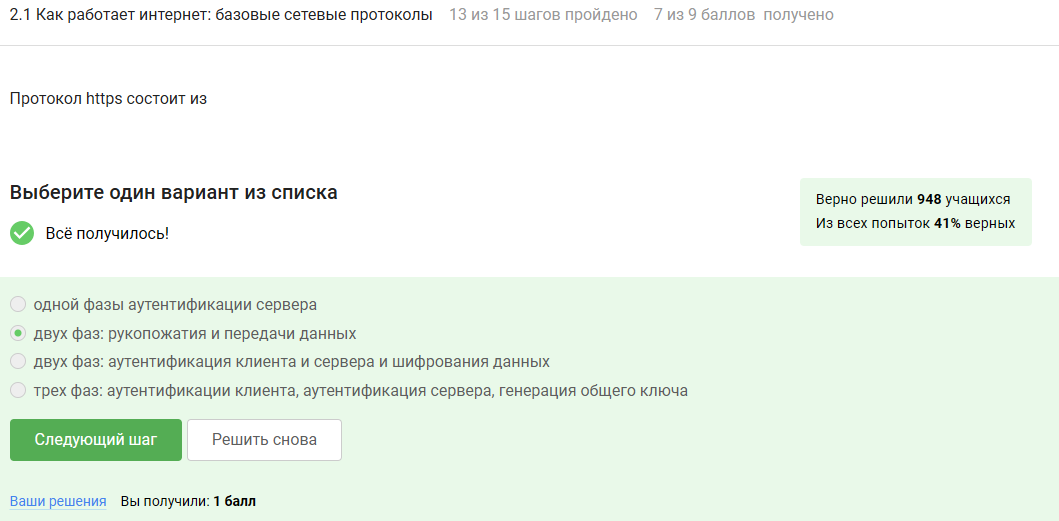 2.1 Как работает интернет: базовые сетевые протоколы 13 из 15 шагов пройдено 7 из 9 баллов получено
Протокол https состоит из
Выберите один вариант из списка
Всё получилось!
Верно решили 948 учащихся
Из всех попыток 41% верных
одной фазы аутентификации сервера
двух фаз: рукопожатия и передачи данных
двух фаз: аутентификация клиента и сервера и шифрования данных
трех фаз: аутентификации клиента, аутентификация сервера, генерация общего ключа
Следующий шаг Решить снова
Ваши решения Вы получили: 1 балл